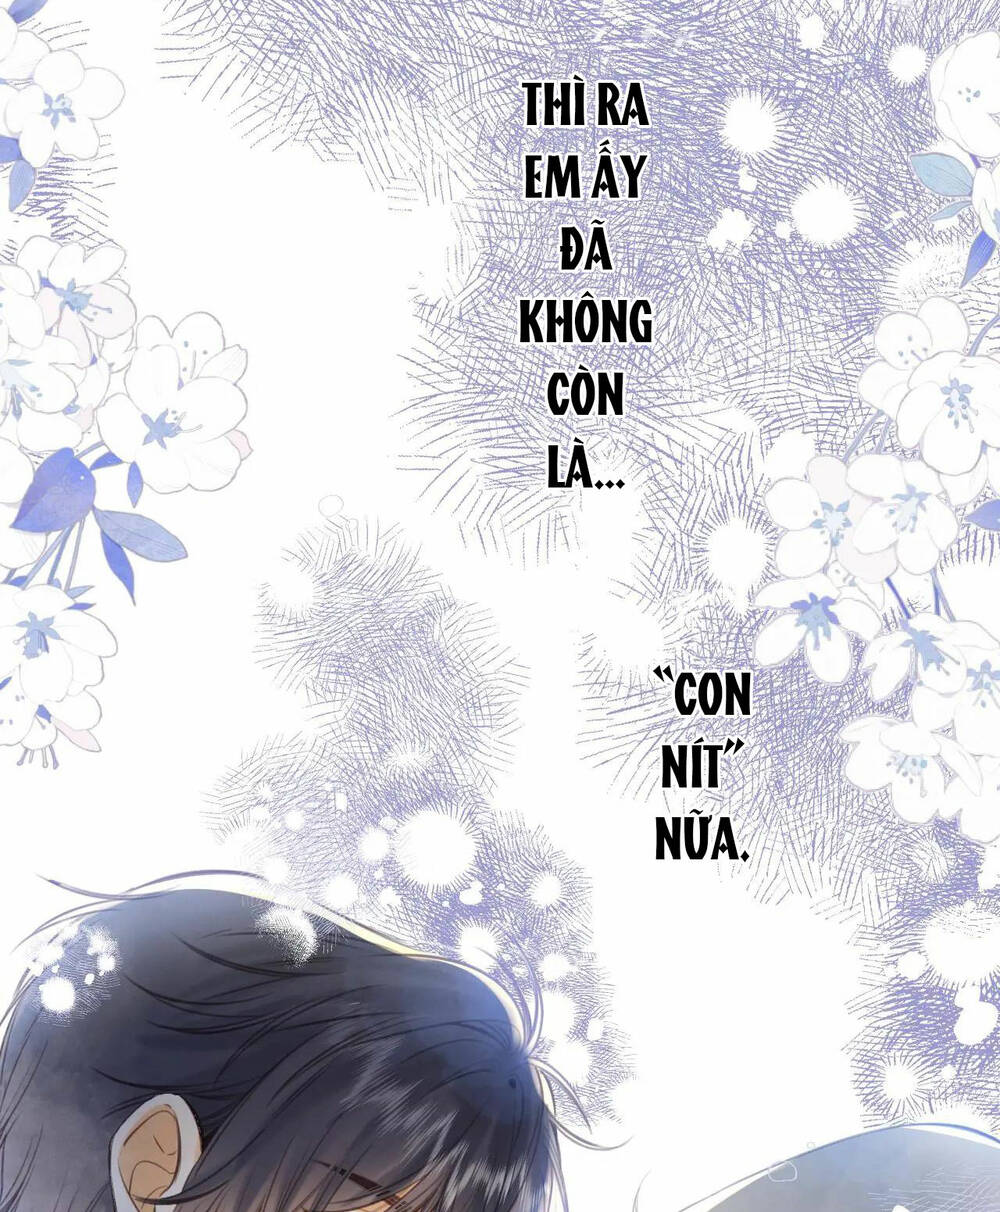 THÌ RA
EM ẤY
ĐÃ
KHÔNG
CÒN
LÀ...
“CON
NÍT”
NỮA.